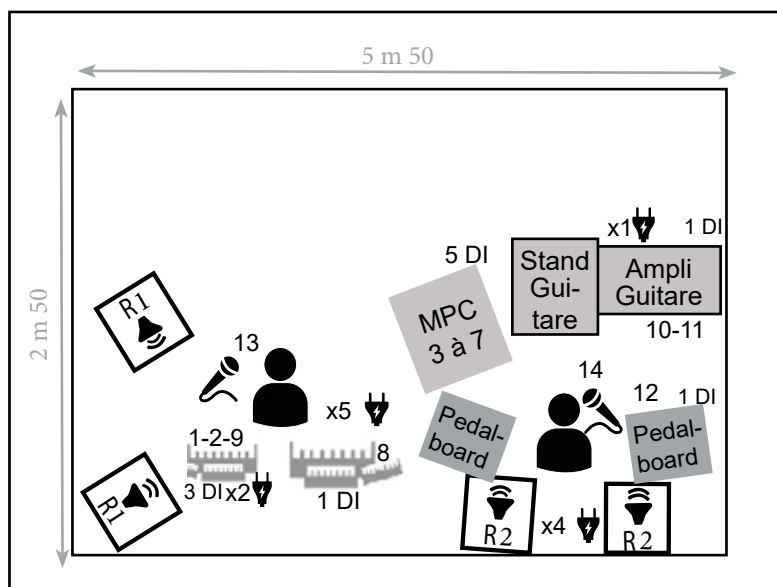 5 m 50
2 m 50
x1
1 DI
5 DI
Stand
Gui-
tare
Ampli
Guitare
MPC
3 à 7
10-11
R1
13
14
12
1 DI
x5
Pedal-
board
Pedal-
board
1-2-9
8
3 DI
x2
1 DI
R1
R2
x4
R2